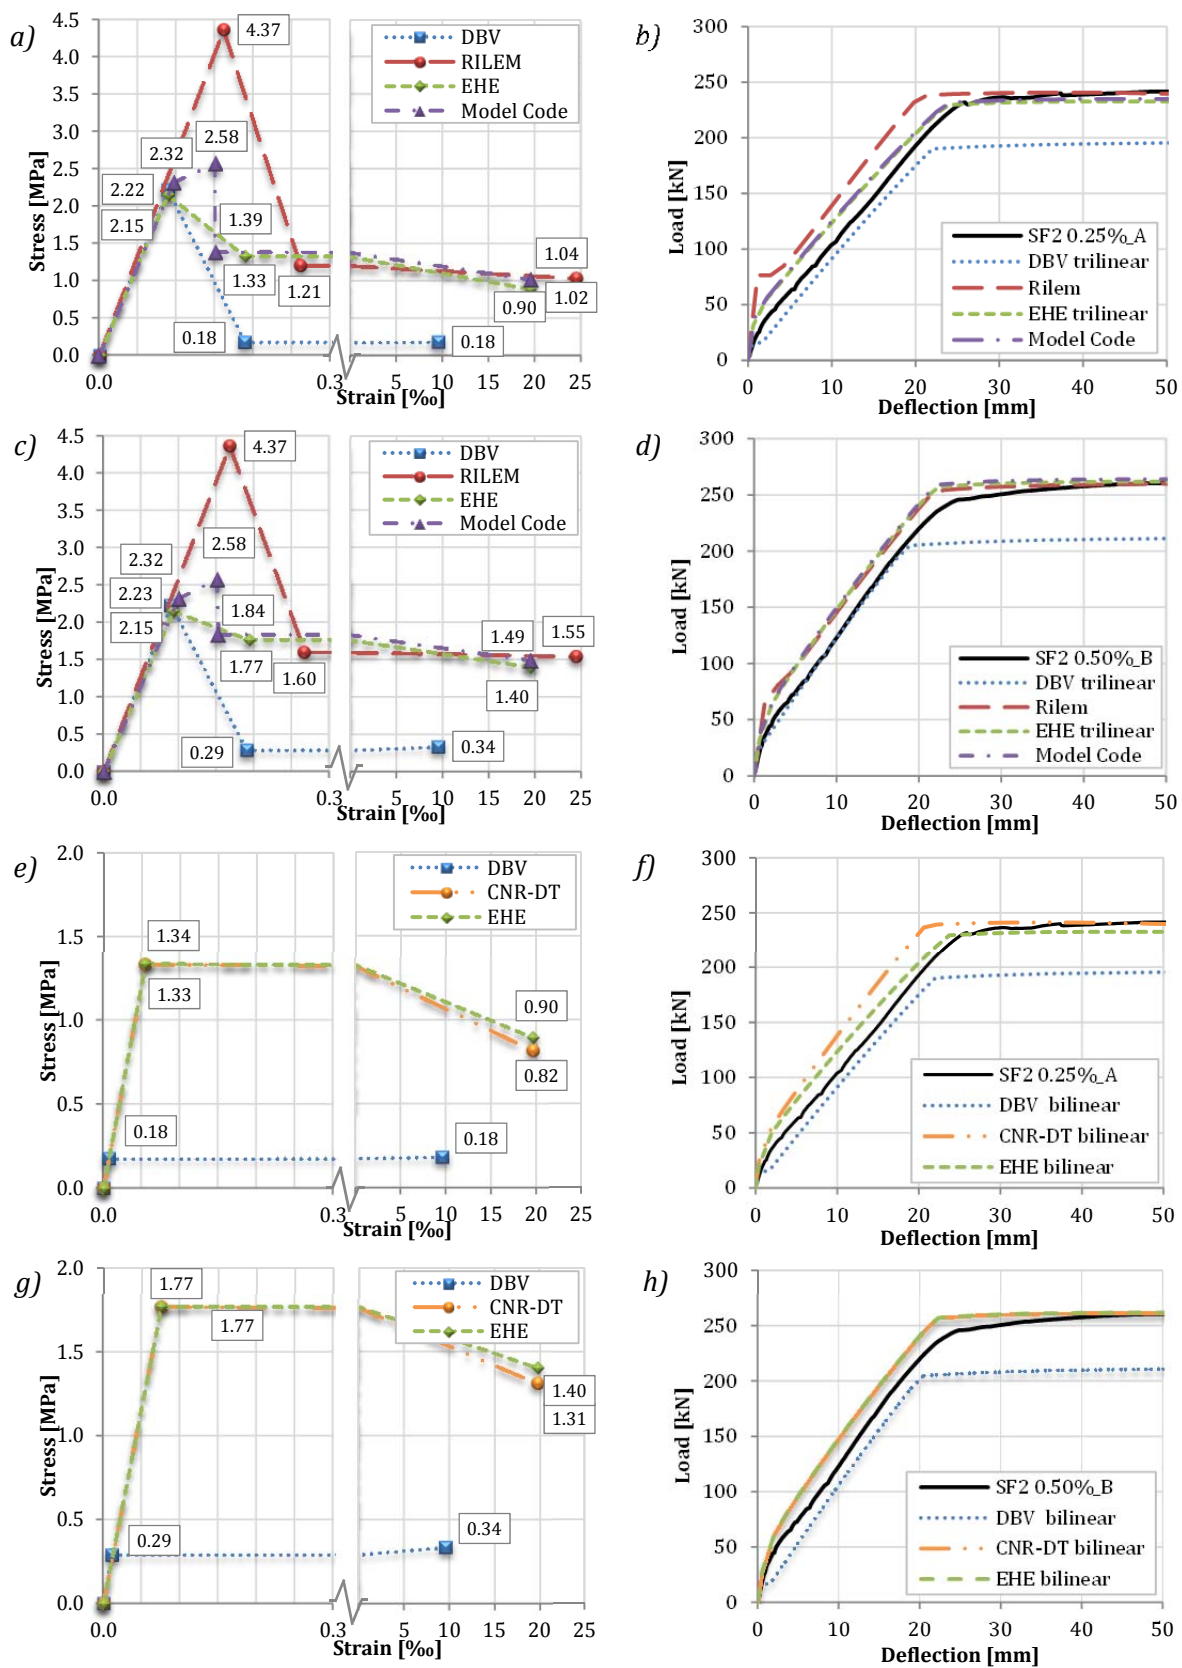 a)
4.5
4.0
3.5
3.0
2.5
2.0
1.5
1.0
0.5
0.0
Stress [MPa]
DBV
RILEM
EHE
Model Code
4.37
2.58
2.32
2.22
2.15
1.39
1.33
1.21
1.04
1.02
0.90
0.18
0.18
0.0
0.3
5
10
15
20
25
Strain [‰]
b)
300
250
200
150
100
50
0
Load [kN]
SF2 0.25%_A
DBV trilinear
Rilem
EHE trilinear
Model Code
0
10
20
30
40
50
Deflection [mm]
c)
4.5
4.0
3.5
3.0
2.5
2.0
1.5
1.0
0.5
0.0
Stress [MPa]
DBV
RILEM
EHE
Model Code
4.37
2.58
2.32
2.23
2.15
1.84
1.77
1.60
1.49
1.55
1.40
0.29
0.34
0.0
0.3
5
10
15
20
25
Strain [‰]
d)
300
250
200
150
100
50
0
Load [kN]
SF2 0.50%_B
DBV trilinear
Rilem
EHE trilinear
Model Code
0
10
20
30
40
50
Deflection [mm]
e)
2.0
1.5
1.0
0.5
0.0
Stress [MPa]
DBV
CNR-DT
EHE
1.34
1.33
0.90
0.82
0.18
0.18
0.0
0.3
5
10
15
20
25
Strain [‰]
f)
300
250
200
150
100
50
0
Load [kN]
SF2 0.25%_A
DBV bilinear
CNR-DT bilinear
EHE bilinear
0
10
20
30
40
50
Deflection [mm]
g)
2.0
1.5
1.0
0.5
0.0
Stress [MPa]
DBV
CNR-DT
EHE
1.77
1.77
1.40
1.31
0.29
0.34
0.0
0.3
5
10
15
20
25
Strain [‰]
h)
300
250
200
150
100
50
0
Load [kN]
SF2 0.50%_B
DBV bilinear
CNR-DT bilinear
EHE bilinear
0
10
20
30
40
50
Deflection [mm]